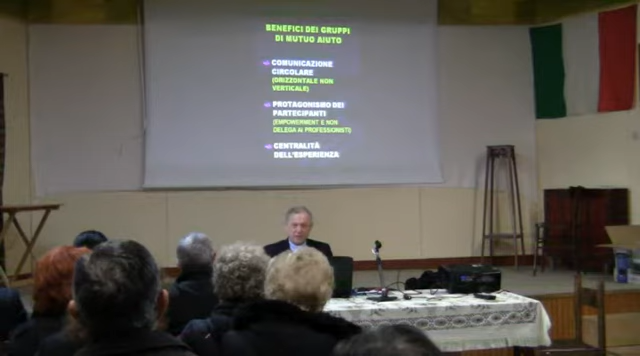 BENEFICI DEI GRUPPI
DI MUTUO AIUTO
COMUNICAZIONE
CIRCOLARE
(ORIZZONTALE NON
VERTICALE)
PROTAGONISMO DEI
PARTECIPANTI
(EMPOWERMENT E NON
DELEGA AI PROFESSIONISTI)
CENTRALITÀ
DELL'ESPERIENZA